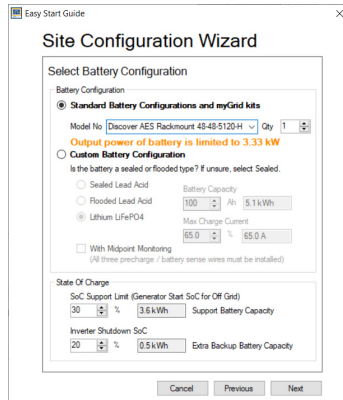 Easy Start Guide
Site Configuration Wizard
Select Battery Configuration
Battery Configuration
Standard Battery Configurations and myGrid kits
Model No Discover AES Rackmount 48-48-5120-H Qty 1
Output power of battery is limited to 3.33 kW
Custom Battery Configuration
Is the battery a sealed or flooded type? If unsure, select Sealed.
Sealed Lead Acid
Battery Capacity
Flooded Lead Acid
100 Ah 5.1 kWh
Lithium LiFePO4
Max Charge Current
65.0 % 65.0 A
With Midpoint Monitoring
(All three precharge / battery sense wires must be installed)
State Of Charge
SoC Support Limit (Generator Start SoC for Off Grid)
30 % 3.6 kWh Support Battery Capacity
Inverter Shutdown SoC
20 % 0.5 kWh Extra Backup Battery Capacity
Cancel Previous Next